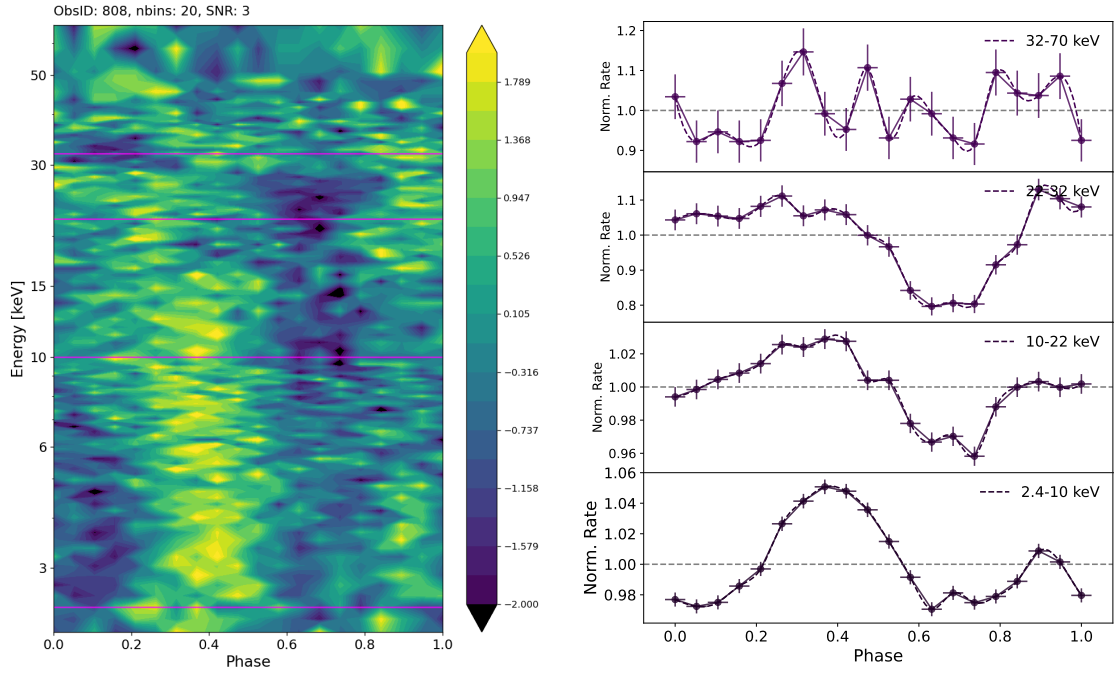 ObsID: 808, nbins: 20, SNR: 3
50
30
15
10
6
3
Energy [keV]
0.0 0.2 0.4 0.6 0.8 1.0
Phase
1.789
1.368
0.947
0.526
0.105
−0.316
−0.737
−1.158
−1.579
−2.000
1.2
1.1
1.0
0.9
Norm. Rate
32-70 keV
1.1
1.0
0.9
0.8
Norm. Rate
22-32 keV
1.02
1.00
0.98
0.96
Norm. Rate
10-22 keV
1.06
1.04
1.02
1.00
0.98
Norm. Rate
2.4-10 keV
0.0 0.2 0.4 0.6 0.8 1.0
Phase